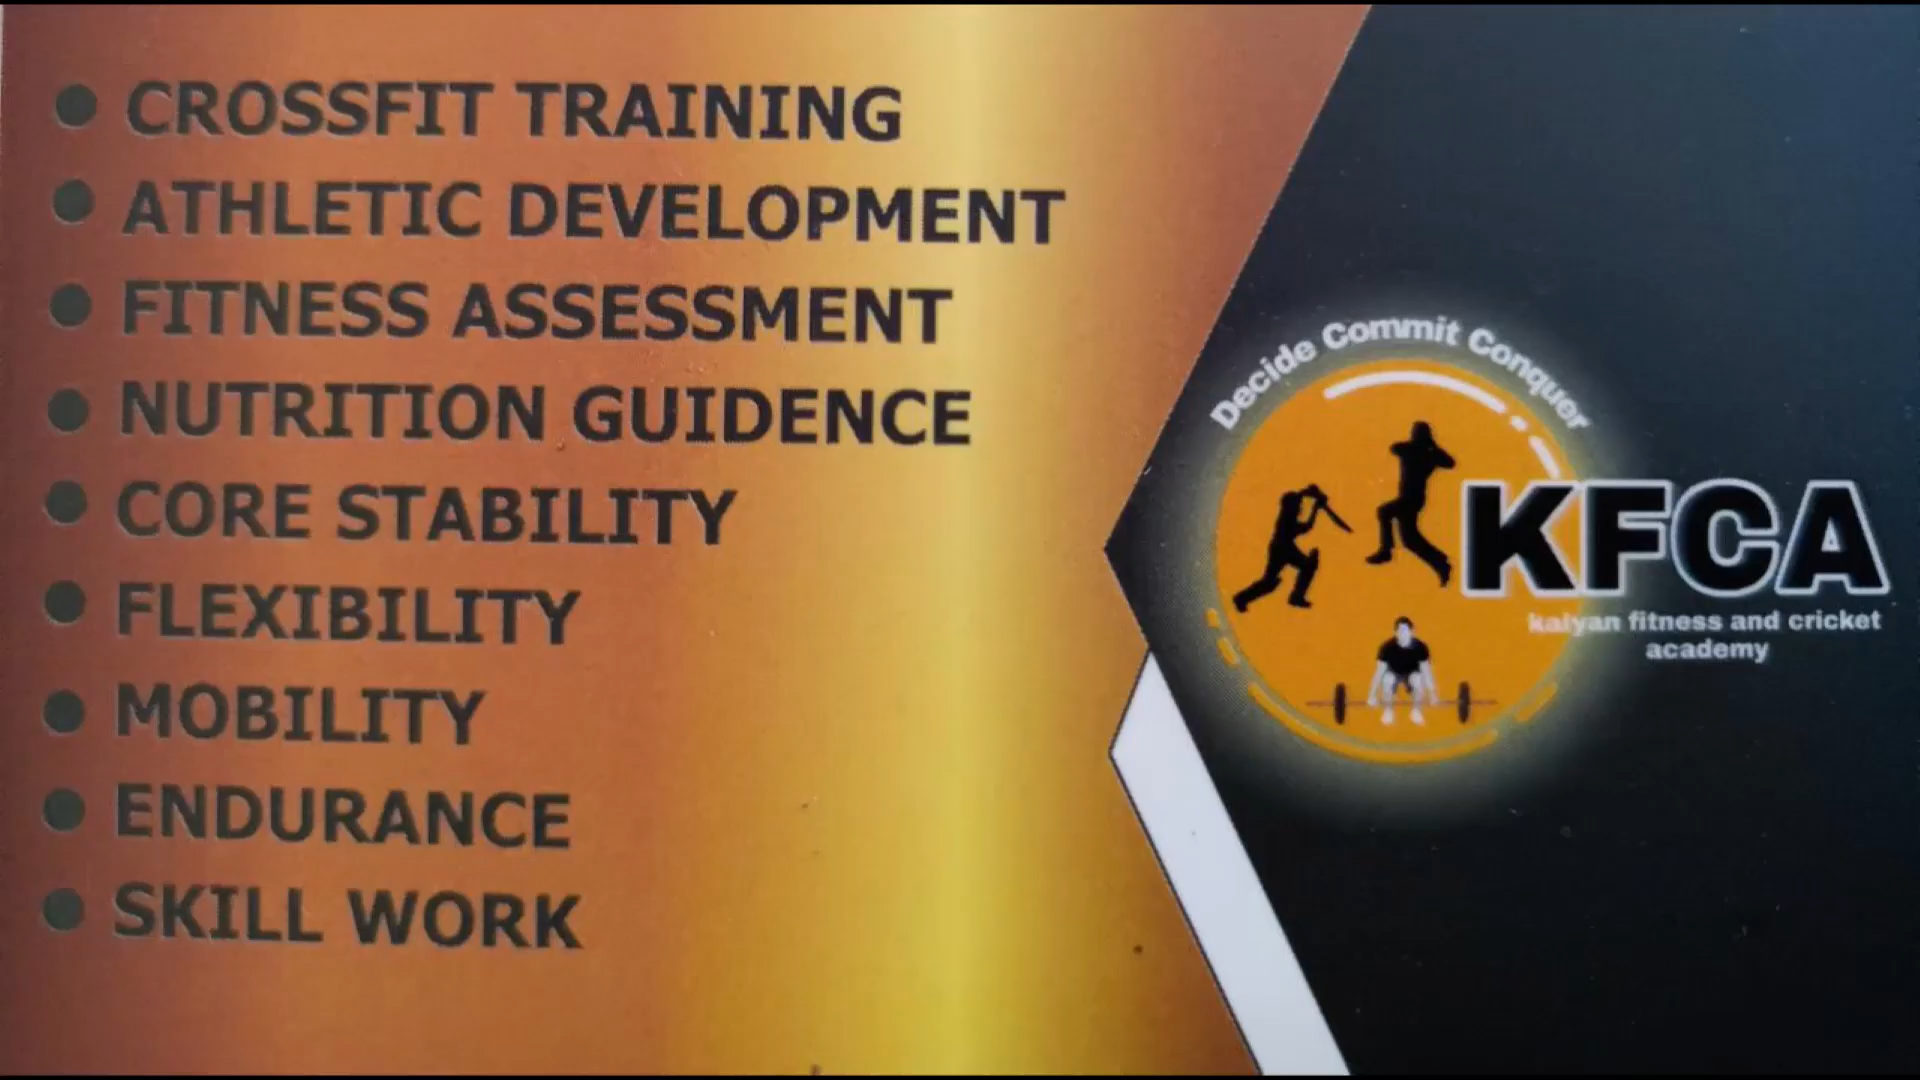 ● CROSSFIT TRAINING
● ATHLETIC DEVELOPMENT
● FITNESS ASSESSMENT
● NUTRITION GUIDENCE
● CORE STABILITY
● FLEXIBILITY
● MOBILITY
● ENDURANCE
● SKILL WORK
Decide Commit Conquer
KFCA
kalyan fitness and cricket
academy